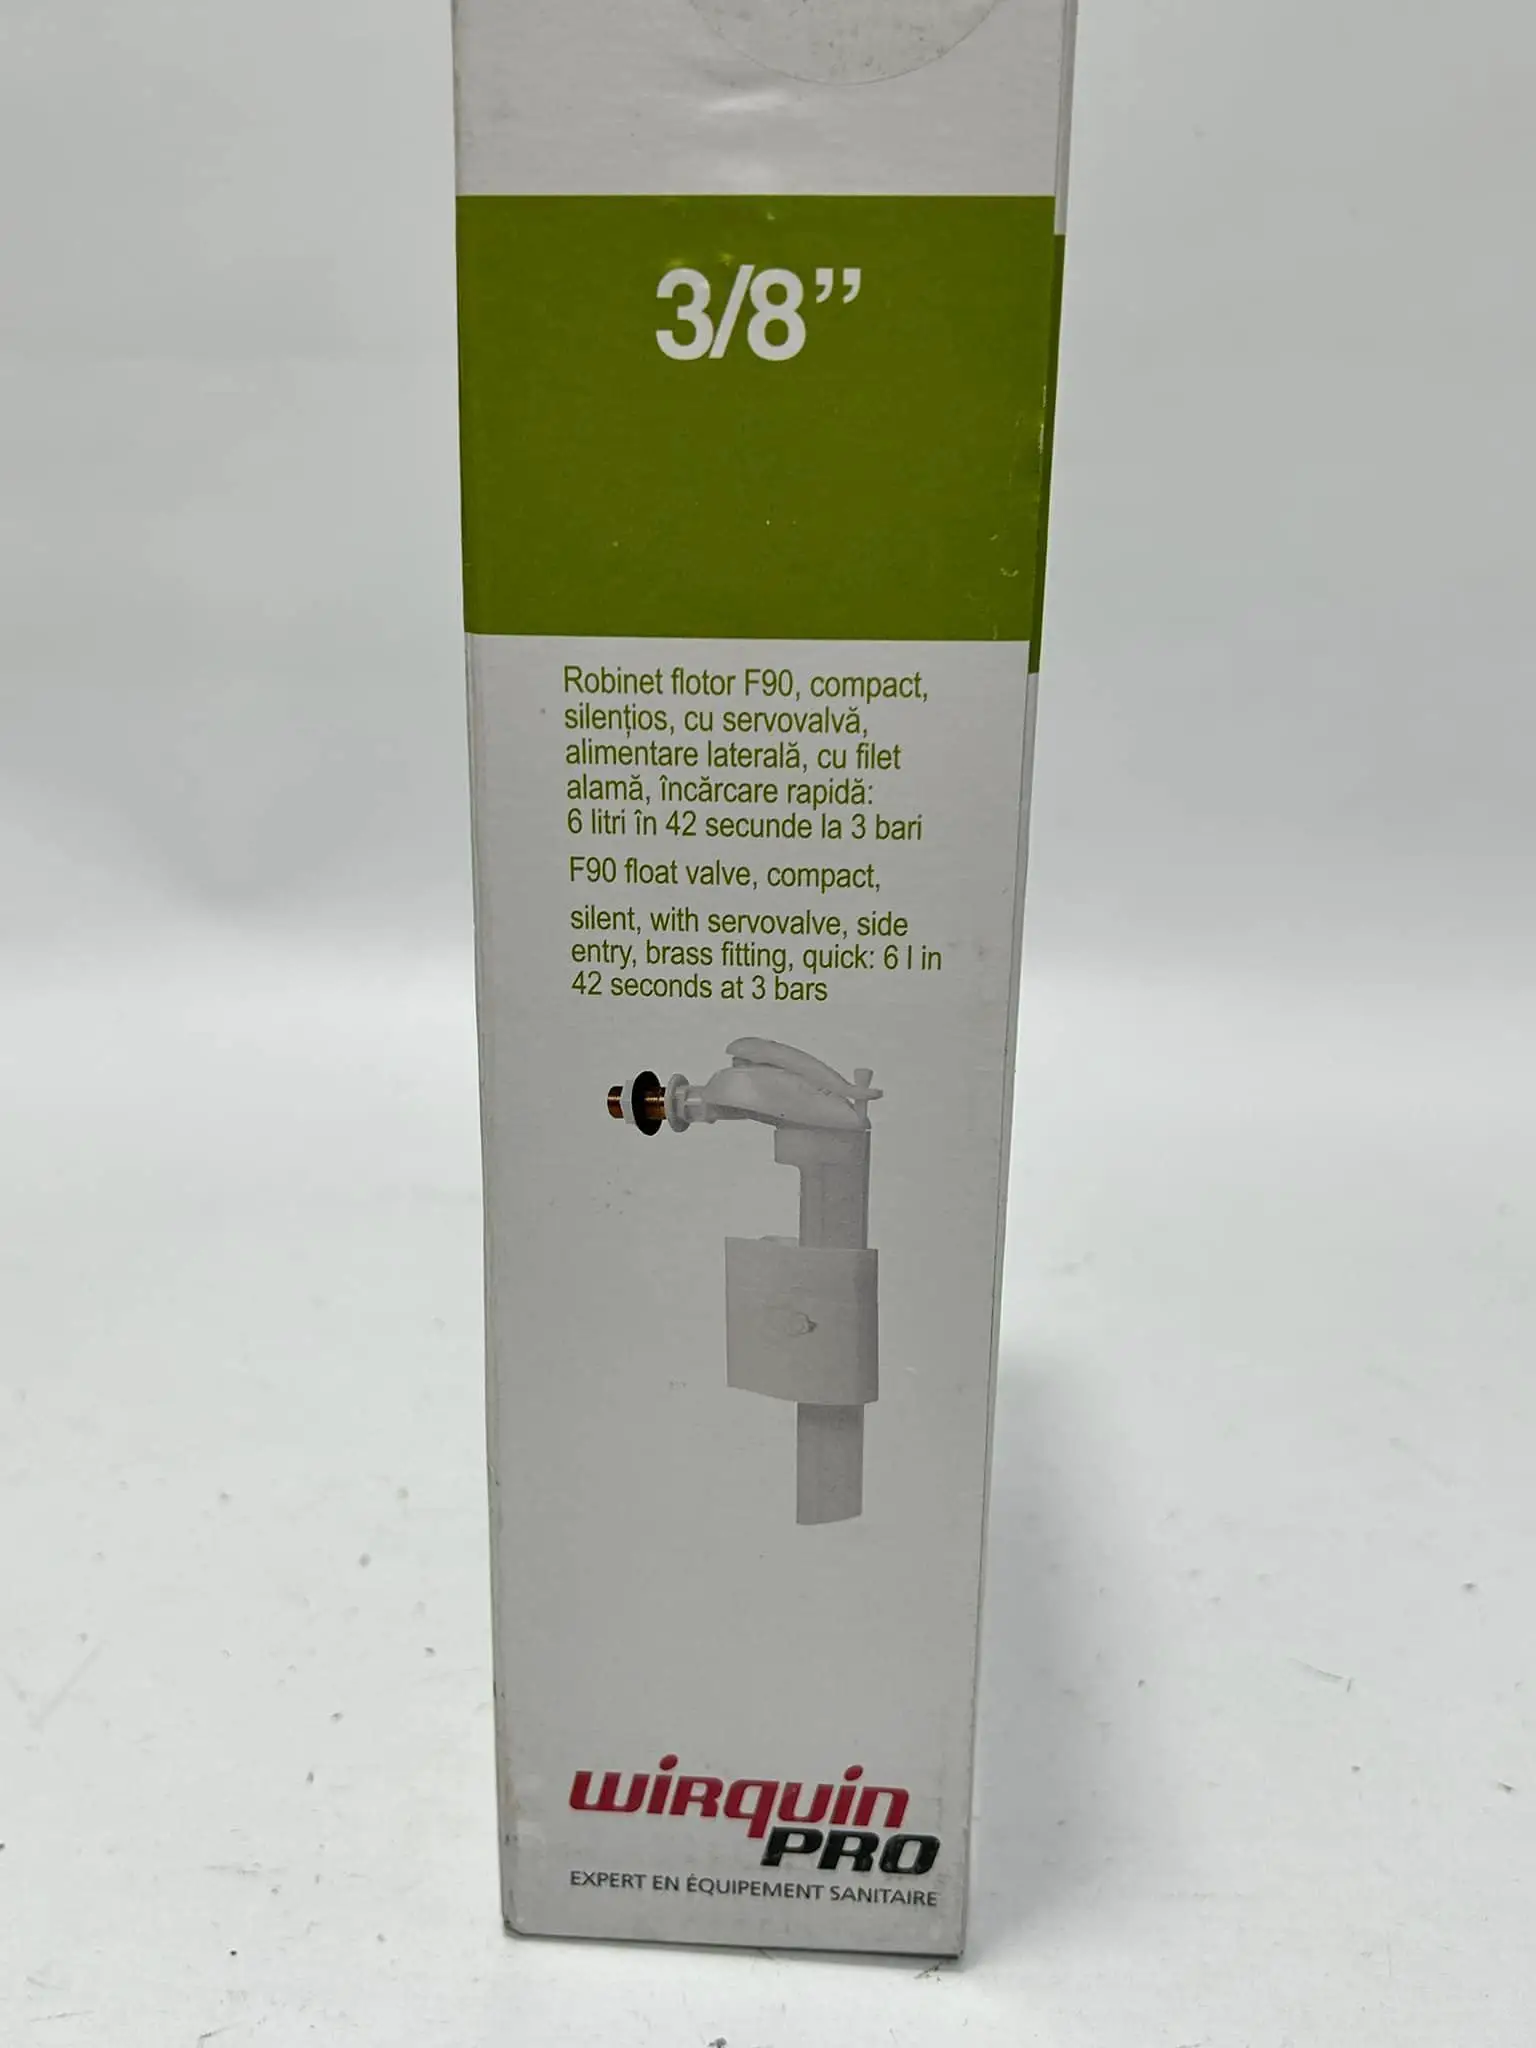 3/8”
Robinet flotor F90, compact,
silențios, cu servovalvă,
alimentare laterală, cu filet
alamă, încărcare rapidă:
6 litri în 42 secunde la 3 bari
F90 float valve, compact,
silent, with servovalve, side
entry, brass fitting, quick: 6 l in
42 seconds at 3 bars
wirquin
PRO
EXPERT EN ÉQUIPEMENT SANITAIRE